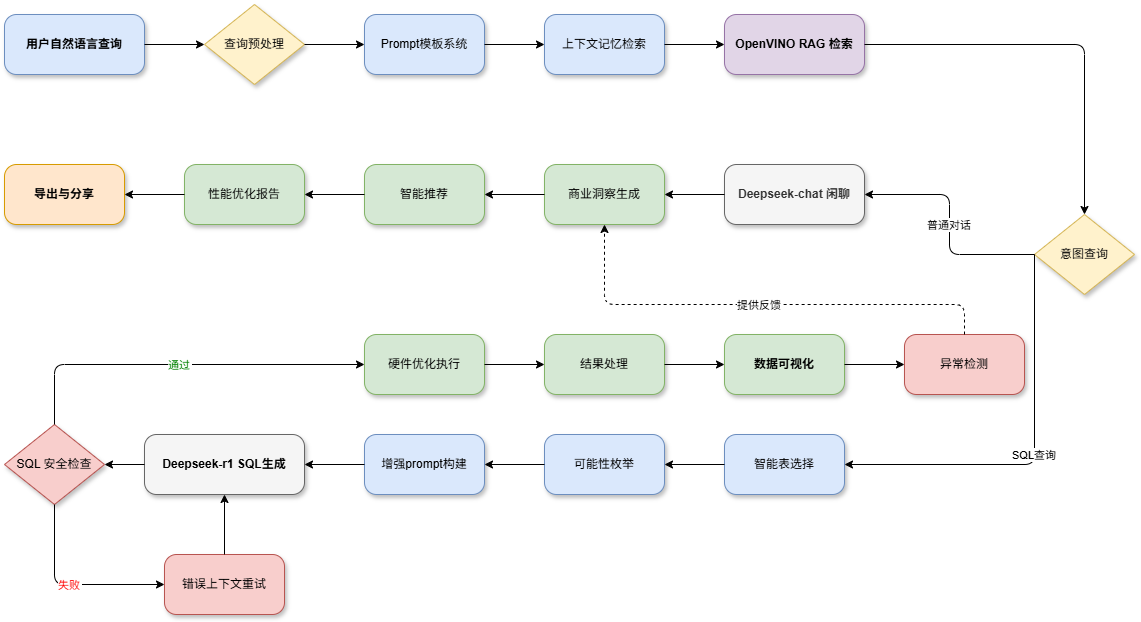 用户自然语言查询
查询预处理
Prompt模板系统
上下文记忆检索
OpenVINO RAG 检索
导出与分享
性能优化报告
智能推荐
商业洞察生成
Deepseek-chat 闲聊
普通对话
意图查询
提供反馈
通过
硬件优化执行
结果处理
数据可视化
异常检测
SQL 安全检查
Deepseek-r1 SQL生成
增强prompt构建
可能性枚举
智能表选择
SQL查询
失败
错误上下文重试